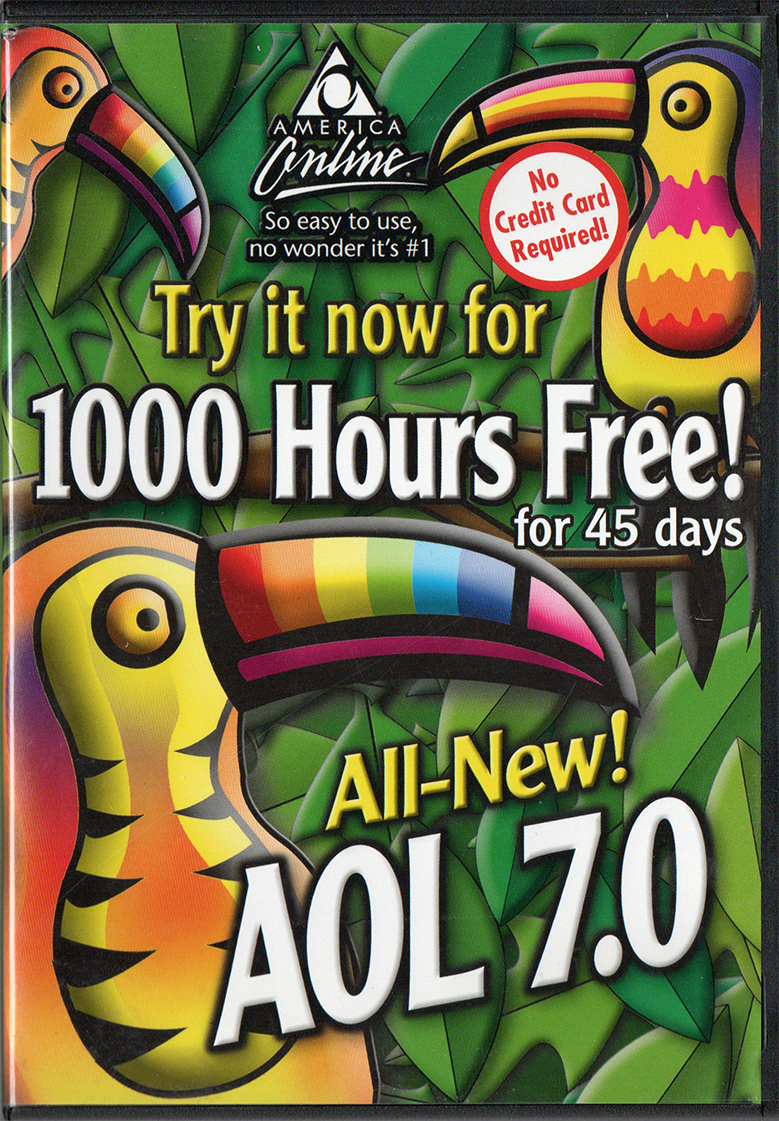 AMERICA
Online
So easy to use,
no wonder it's #1
No
Credit Card
Required!
Try it now for
1000 Hours Free!
for 45 days
All-New!
AOL 7.0